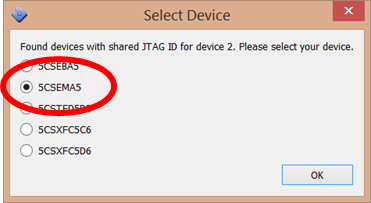 Select Device
Found devices with shared JTAG ID for device 2. Please select your device.
5CSEBA5
5CSEMA5
5CSXFC5C6
5CSXFC5D6
OK